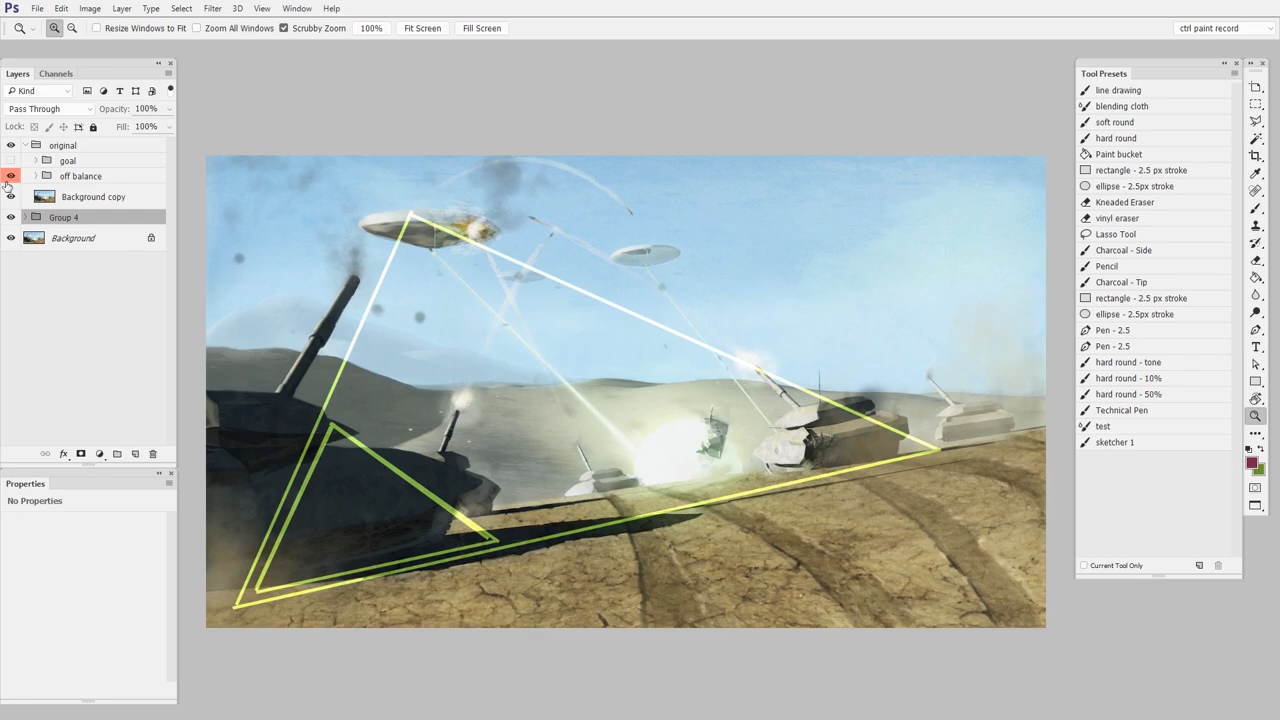 Ps File Edit Image Layer Type Select Filter 3D View Window Help
Resize Windows to Fit Zoom All Windows Scrubby Zoom 100% Fit Screen Fill Screen ctrl paint record
Layers Channels
Kind
Pass Through Opacity: 100%
Lock: Fill: 100%
original
goal
off balance
Background copy
Group 4
Background
fx
Properties
No Properties
Tool Presets
line drawing
blending cloth
soft round
hard round
Paint bucket
rectangle - 2.5 px stroke
ellipse - 2.5px stroke
Kneaded Eraser
vinyl eraser
Lasso Tool
Charcoal - Side
Pencil
Charcoal - Tip
rectangle - 2.5 px stroke
ellipse - 2.5px stroke
Pen - 2.5
Pen - 2.5
hard round - tone
hard round - 10%
hard round - 50%
Technical Pen
test
sketcher 1
Current Tool Only